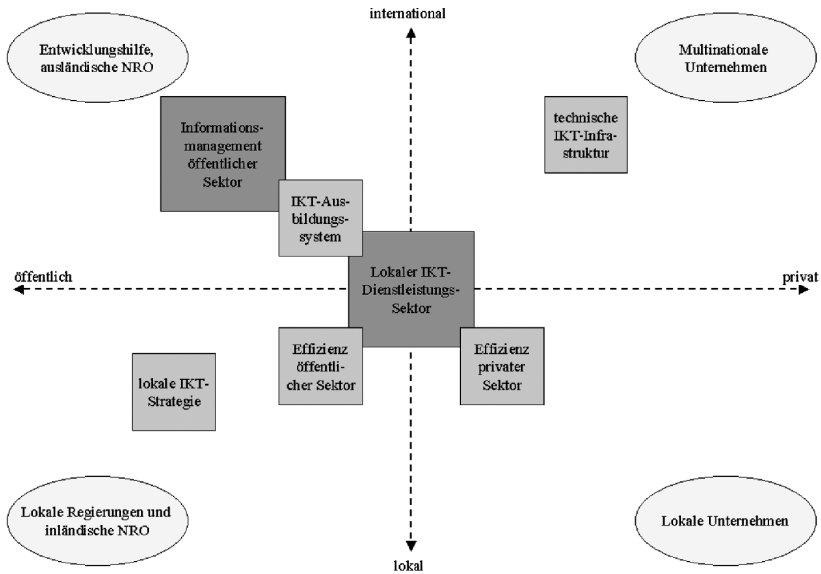 international
Entwicklungshilfe,
ausländische NRO
Multinationale
Unternehmen
Informations-
management
öffentlicher
Sektor
technische
IKT-Infra-
struktur
IKT-Aus-
bildungs-
system
öffentlich
Lokaler IKT-
Dienstleistungs-
Sektor
privat
lokale IKT-
Strategie
Effizienz
öffentli-
cher Sektor
Effizienz
privater
Sektor
Lokale Regierungen und
inländische NRO
Lokale Unternehmen
lokal